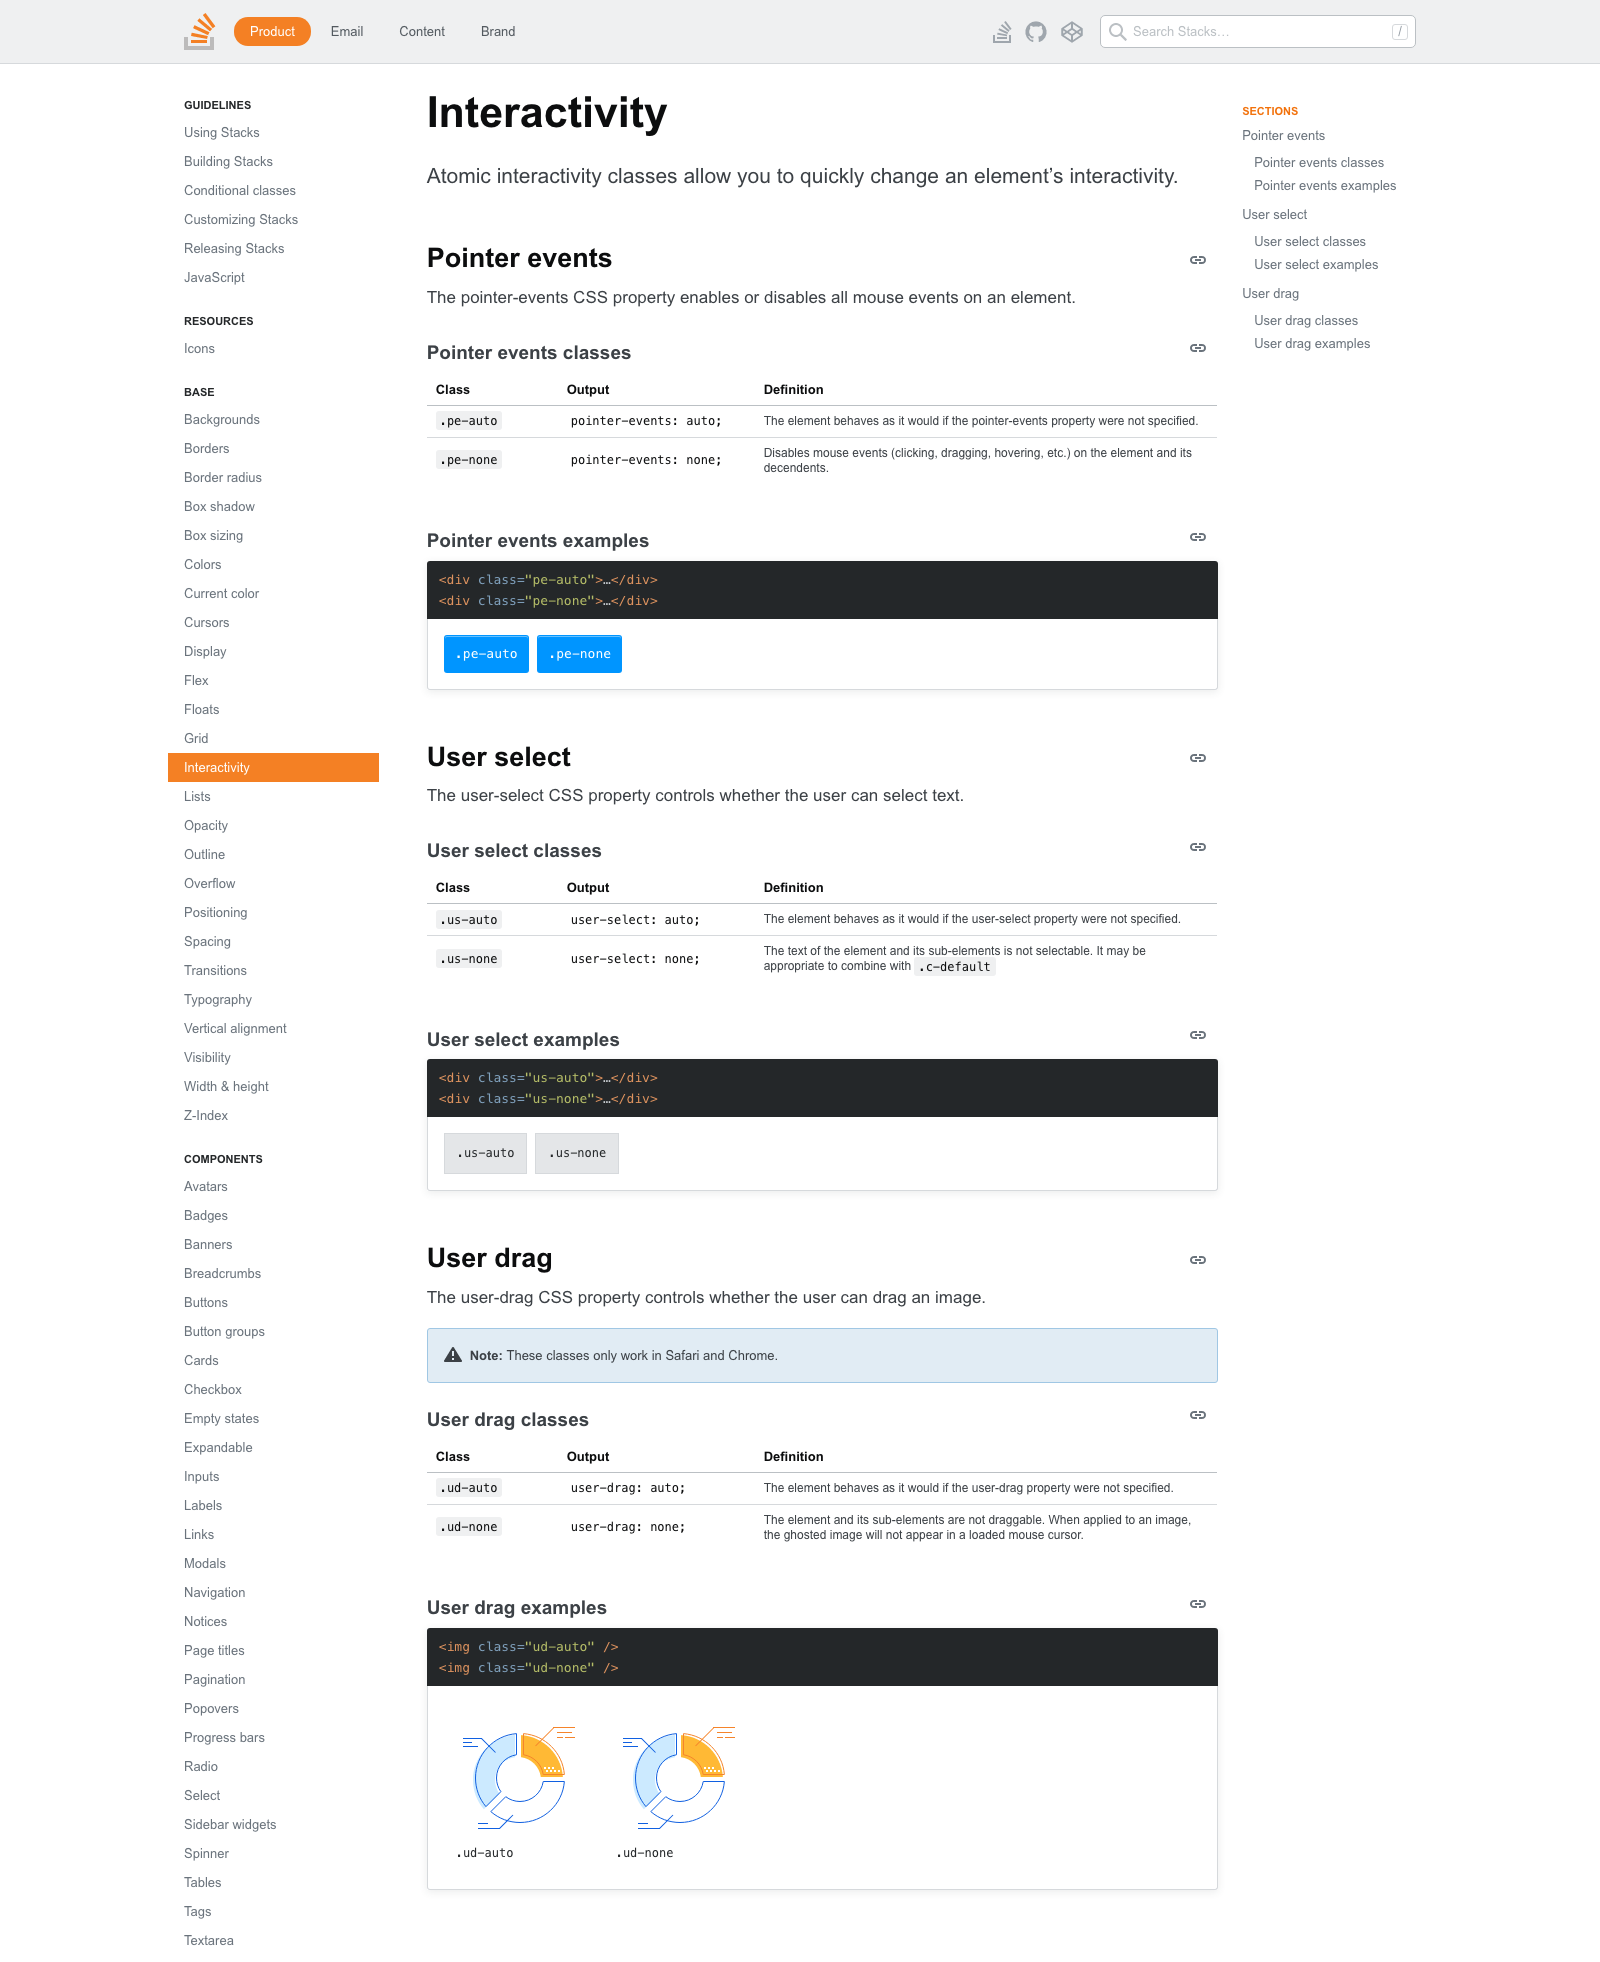 Product
Email
Content
Brand
Search Stacks…
/
GUIDELINES
Using Stacks
Building Stacks
Conditional classes
Customizing Stacks
Releasing Stacks
JavaScript
RESOURCES
Icons
BASE
Backgrounds
Borders
Border radius
Box shadow
Box sizing
Colors
Current color
Cursors
Display
Flex
Floats
Grid
Interactivity
Lists
Opacity
Outline
Overflow
Positioning
Spacing
Transitions
Typography
Vertical alignment
Visibility
Width & height
Z-Index
COMPONENTS
Avatars
Badges
Banners
Breadcrumbs
Buttons
Button groups
Cards
Checkbox
Empty states
Expandable
Inputs
Labels
Links
Modals
Navigation
Notices
Page titles
Pagination
Popovers
Progress bars
Radio
Select
Sidebar widgets
Spinner
Tables
Tags
Textarea
Interactivity
Atomic interactivity classes allow you to quickly change an element’s interactivity.
Pointer events
The pointer-events CSS property enables or disables all mouse events on an element.
Pointer events classes
Class Output Definition
.pe-auto pointer-events: auto; The element behaves as it would if the pointer-events property were not specified.
.pe-none pointer-events: none; Disables mouse events (clicking, dragging, hovering, etc.) on the element and its
decendents.
Pointer events examples
<div class="pe-auto">…</div>
<div class="pe-none">…</div>
.pe-auto .pe-none
User select
The user-select CSS property controls whether the user can select text.
User select classes
Class Output Definition
.us-auto user-select: auto; The element behaves as it would if the user-select property were not specified.
.us-none user-select: none; The text of the element and its sub-elements is not selectable. It may be
appropriate to combine with .c-default
User select examples
<div class="us-auto">…</div>
<div class="us-none">…</div>
.us-auto .us-none
User drag
The user-drag CSS property controls whether the user can drag an image.
Note: These classes only work in Safari and Chrome.
User drag classes
Class Output Definition
.ud-auto user-drag: auto; The element behaves as it would if the user-drag property were not specified.
.ud-none user-drag: none; The element and its sub-elements are not draggable. When applied to an image,
the ghosted image will not appear in a loaded mouse cursor.
User drag examples
<img class="ud-auto" />
<img class="ud-none" />
.ud-auto .ud-none
SECTIONS
Pointer events
Pointer events classes
Pointer events examples
User select
User select classes
User select examples
User drag
User drag classes
User drag examples